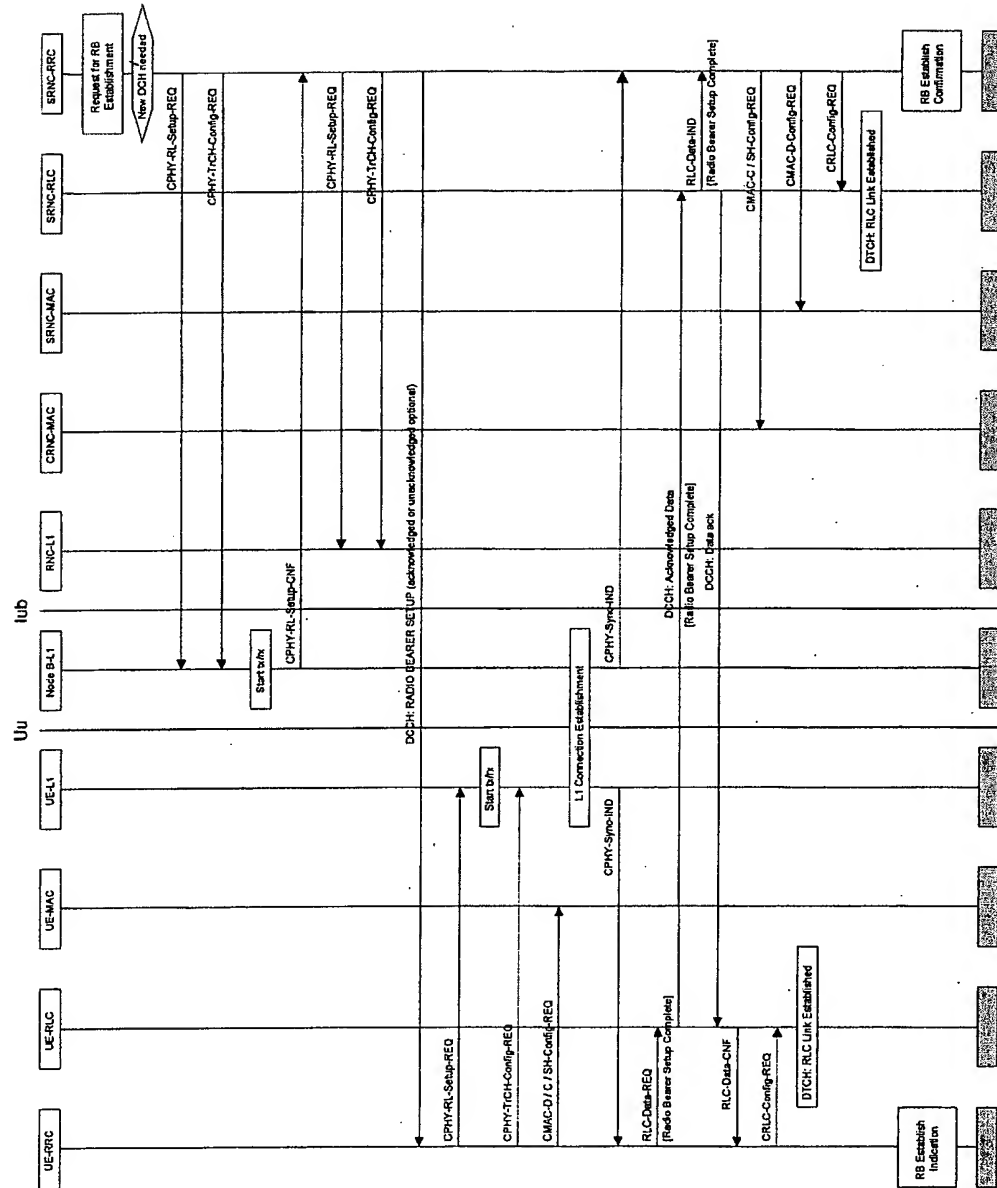 Uu
Iub
UE-RRC
UE-RLC
UE-MAC
UE-L1
Node B-L1
RNC-L1
CRNC-MAC
SRNC-MAC
SRNC-RLC
SRNC-RRC
Request for RB
Establishment
New DCH needed
CPHY-RL-Setup-REQ
CPHY-TrCH-Config-REQ
Start tx/rx
CPHY-RL-Setup-CNF
CPHY-RL-Setup-REQ
CPHY-TrCH-Config-REQ
DCCH: RADIO BEARER SETUP (acknowledged or unacknowledged optional)
CPHY-RL-Setup-REQ
Start tx/rx
CPHY-TrCH-Config-REQ
CMAC-D / C / SH-Config-REQ
L1 Connection Establishment
CPHY-Sync-IND
CPHY-Sync-IND
RLC-Data-REQ
[Radio Bearer Setup Complete]
DCCH: Acknowledged Data
[Radio Bearer Setup Complete]
RLC-Data-IND
[Radio Bearer Setup Complete]
DCCH: Data ack
RLC-Data-CNF
CMAC-C / SH-Config-REQ
CRLC-Config-REQ
CMAC-D-Config-REQ
CRLC-Config-REQ
DTCH: RLC Link Established
DTCH: RLC Link Established
RB Establish
Indication
RB Establish
Confirmation